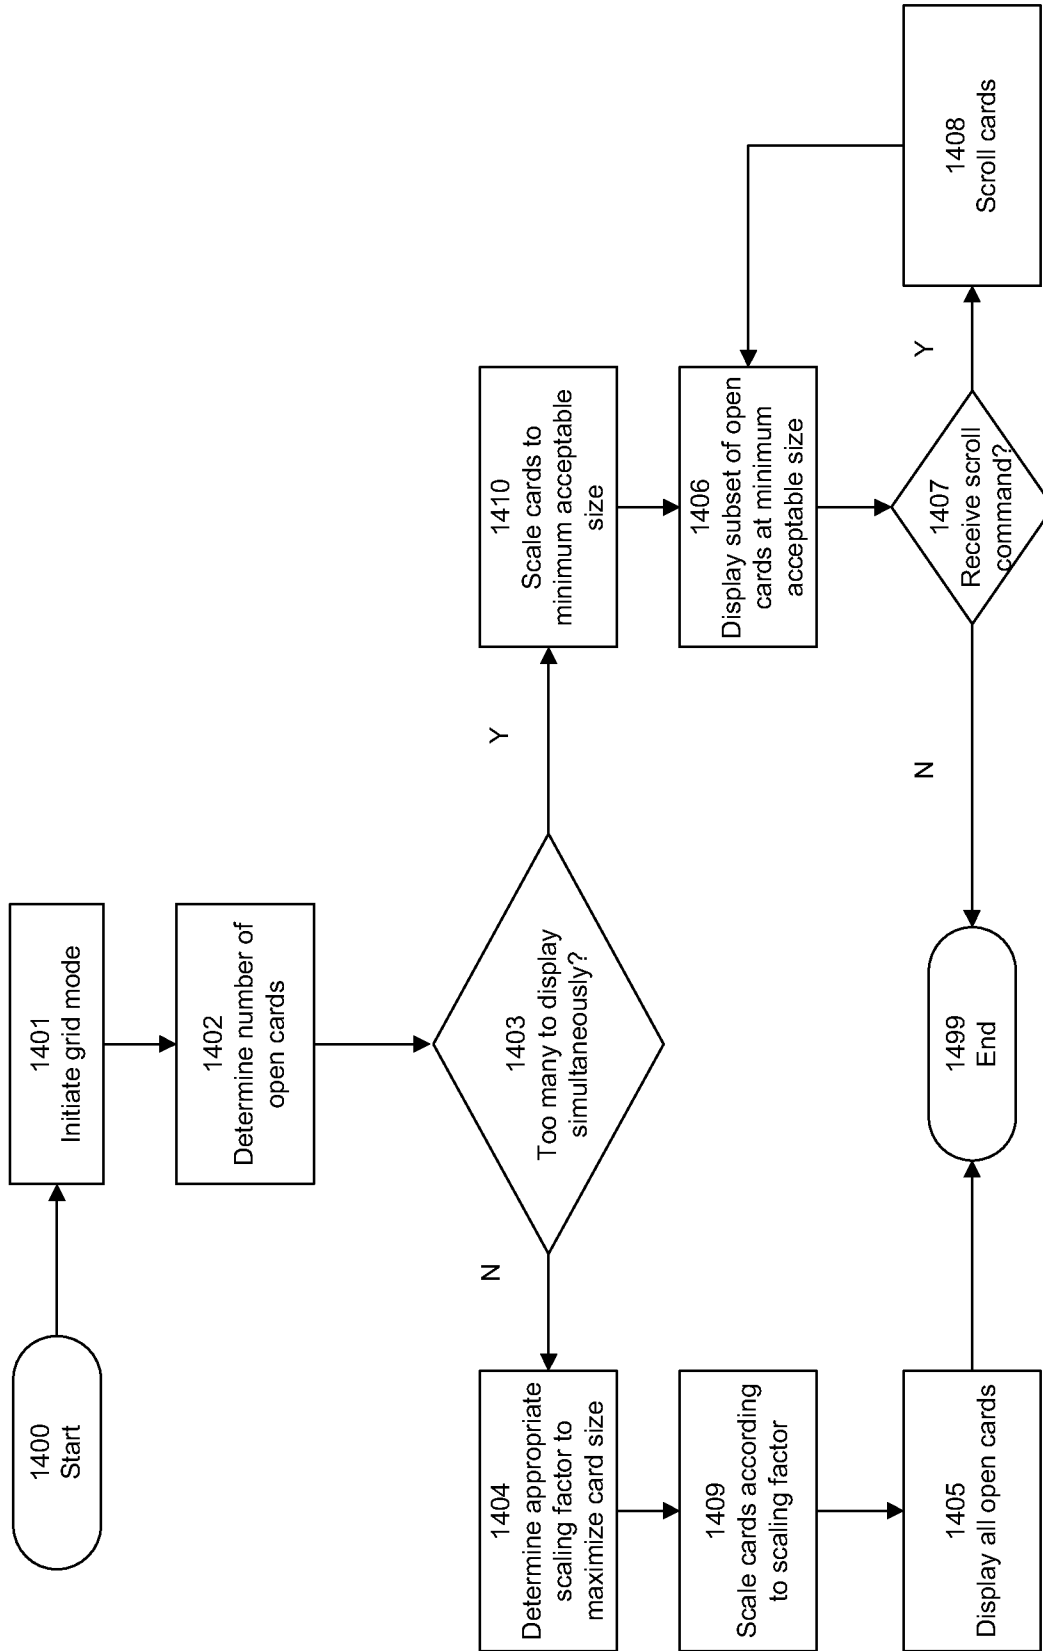 1400
Start
1401
Initiate grid mode
1402
Determine number of
open cards
1403
Too many to display
simultaneously?
N
Y
1404
Determine appropriate
scaling factor to
maximize card size
1409
Scale cards according
to scaling factor
1405
Display all open cards
1410
Scale cards to
minimum acceptable
size
1406
Display subset of open
cards at minimum
acceptable size
1407
Receive scroll
command?
N
Y
1408
Scroll cards
1499
End